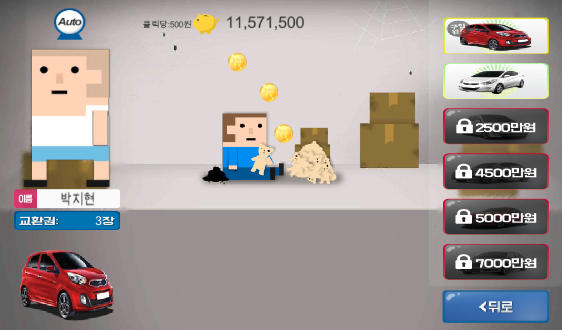 Auto
클릭당:500원
11,571,500
이름 박지현
교환권: 3장
2500만원
4500만원
5000만원
7000만원
<뒤로